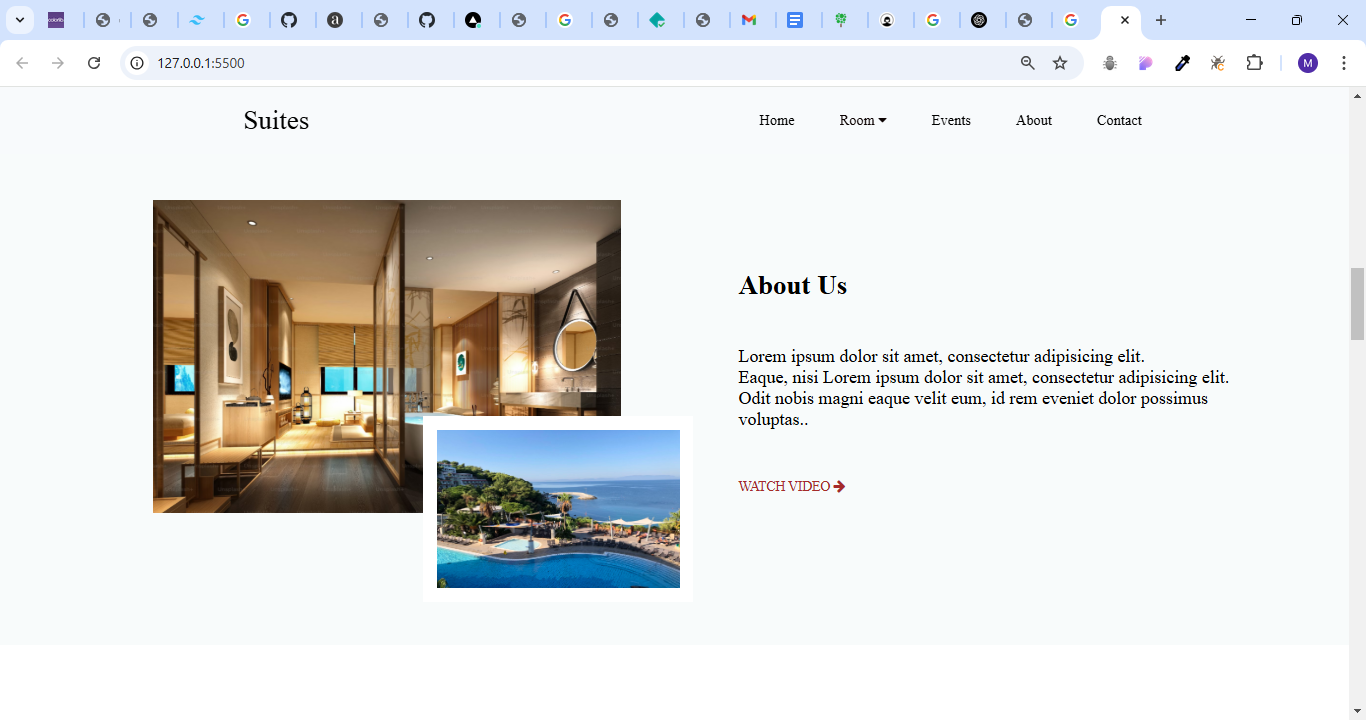 127.0.0.1:5500
M
Suites
Home Room Events About Contact
About Us
Lorem ipsum dolor sit amet, consectetur adipisicing elit.
Eaque, nisi Lorem ipsum dolor sit amet, consectetur adipisicing elit.
Odit nobis magni eaque velit eum, id rem eveniet dolor possimus
voluptas..
WATCH VIDEO